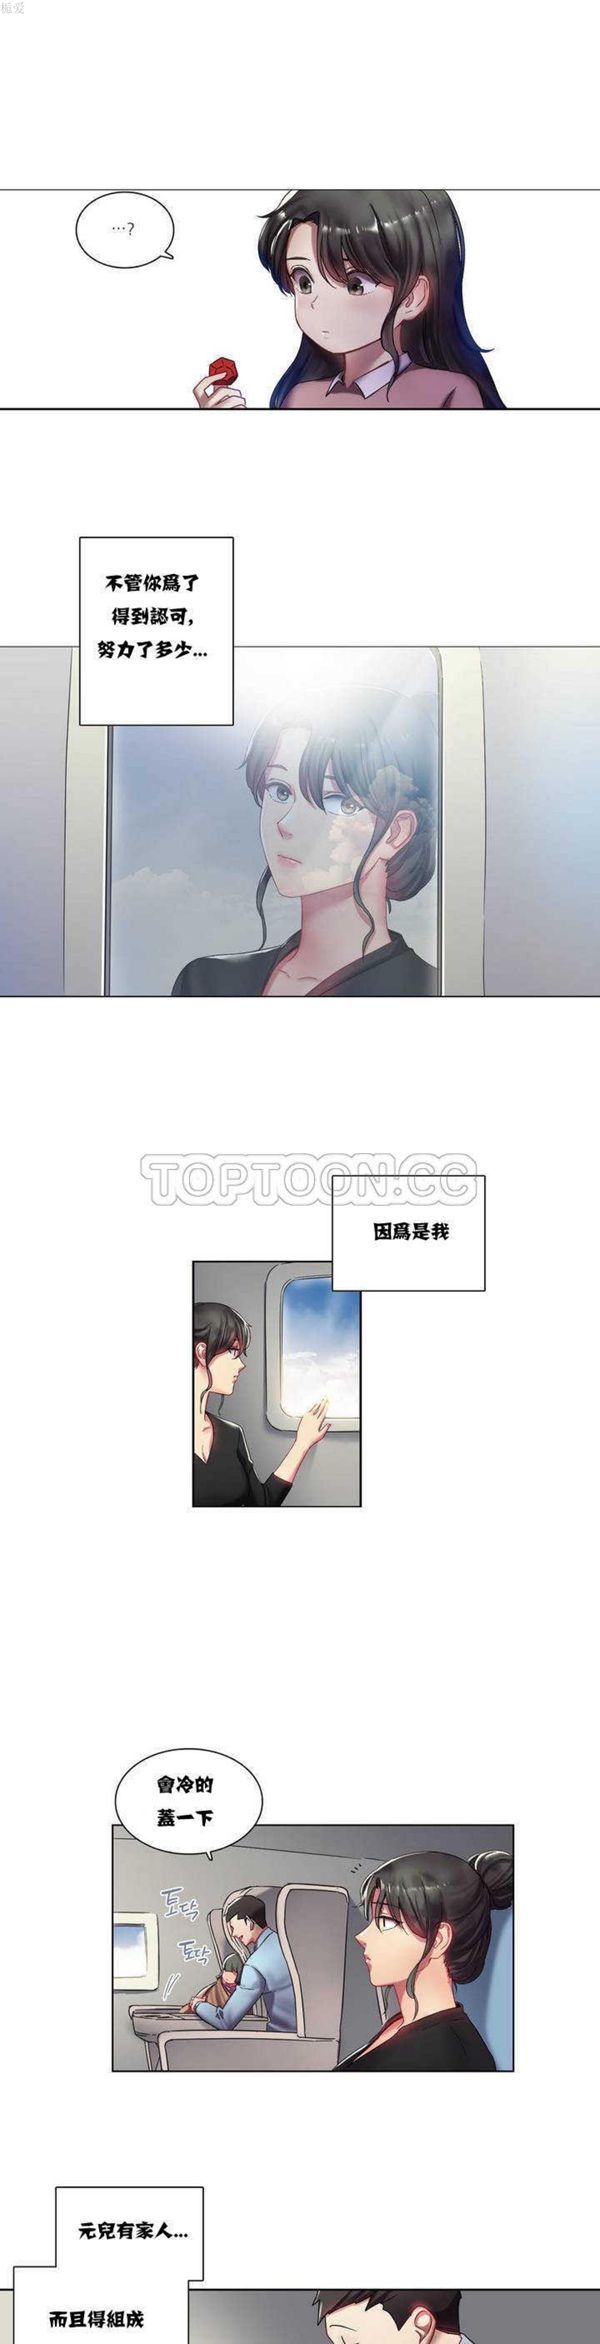 栀爱
…?
不管你爲了
得到認可,
努力了多少...
TOPTOON.CC
因爲是我
會冷的
蓋一下
토닥
토닥
元兒有家人...
而且得組成